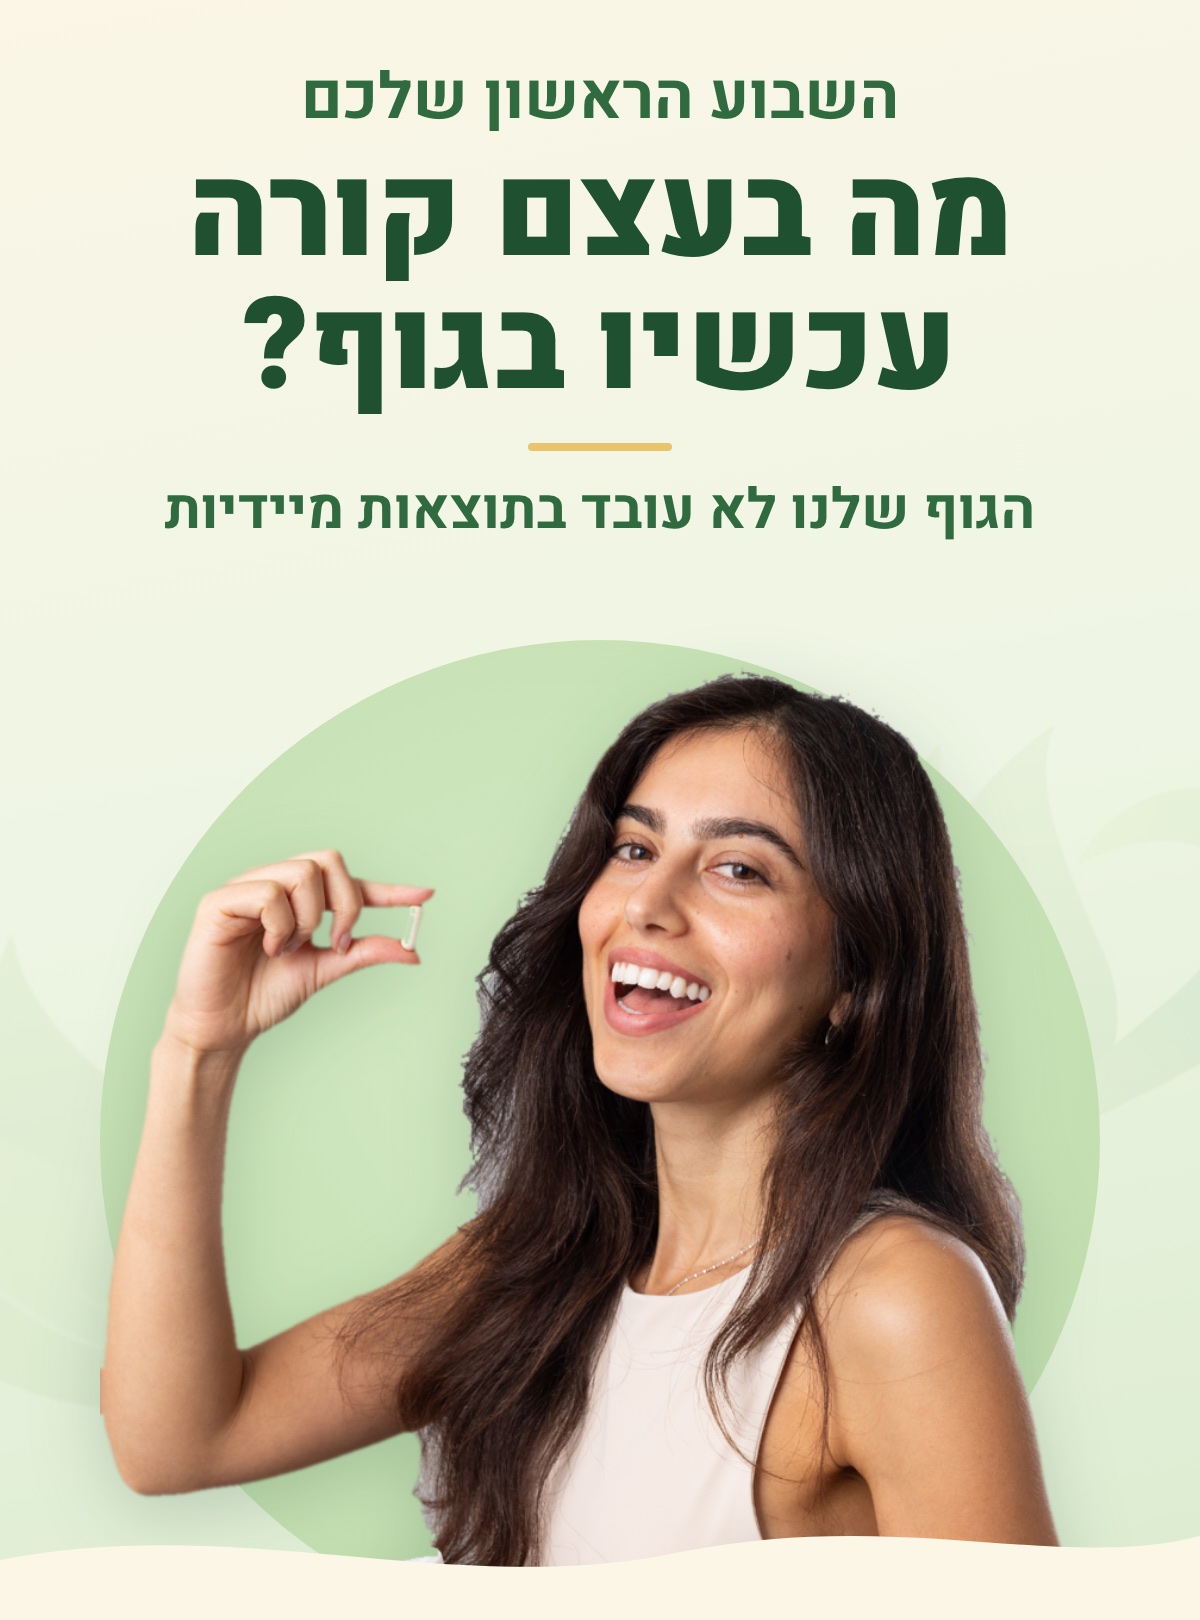 השבוע הראשון שלכם
מה בעצם קורה
עכשיו בגוף?
הגוף שלנו לא עובד בתוצאות מיידיות